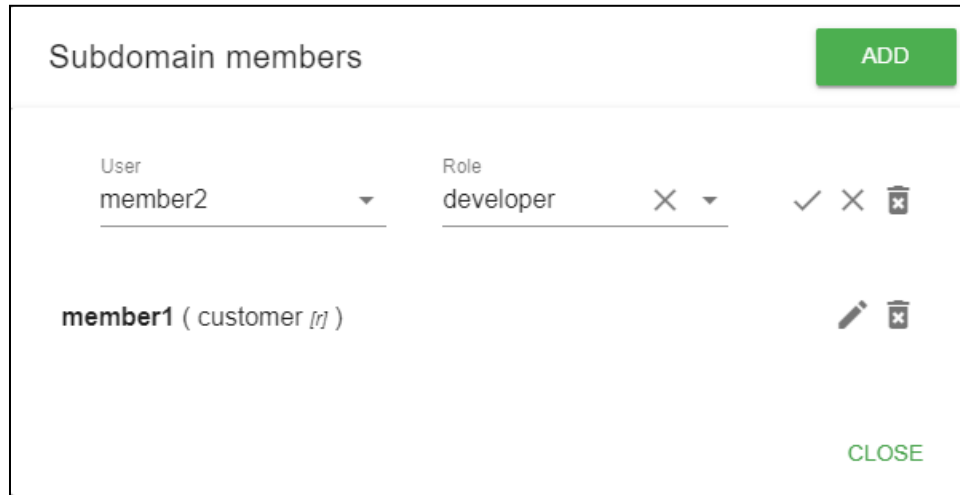 Subdomain members ADD
User Role
member2 developer
member1 ( customer [r] )
CLOSE